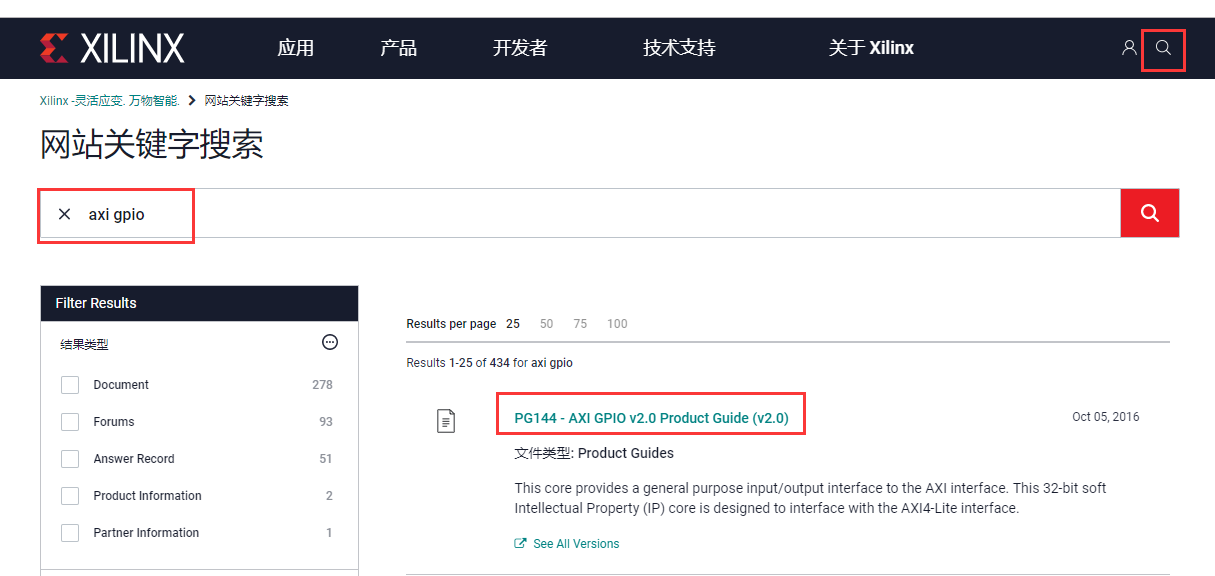 XILINX
应用
产品
开发者
技术支持
关于 Xilinx
Xilinx -灵活应变. 万物智能. 网站关键字搜索
网站关键字搜索
axi gpio
Filter Results
结果类型
Document 278
Forums 93
Answer Record 51
Product Information 2
Partner Information 1
Results per page 25 50 75 100
Results 1-25 of 434 for axi gpio
PG144 - AXI GPIO v2.0 Product Guide (v2.0) Oct 05, 2016
文件类型: Product Guides
This core provides a general purpose input/output interface to the AXI interface. This 32-bit soft
Intellectual Property (IP) core is designed to interface with the AXI4-Lite interface.
See All Versions